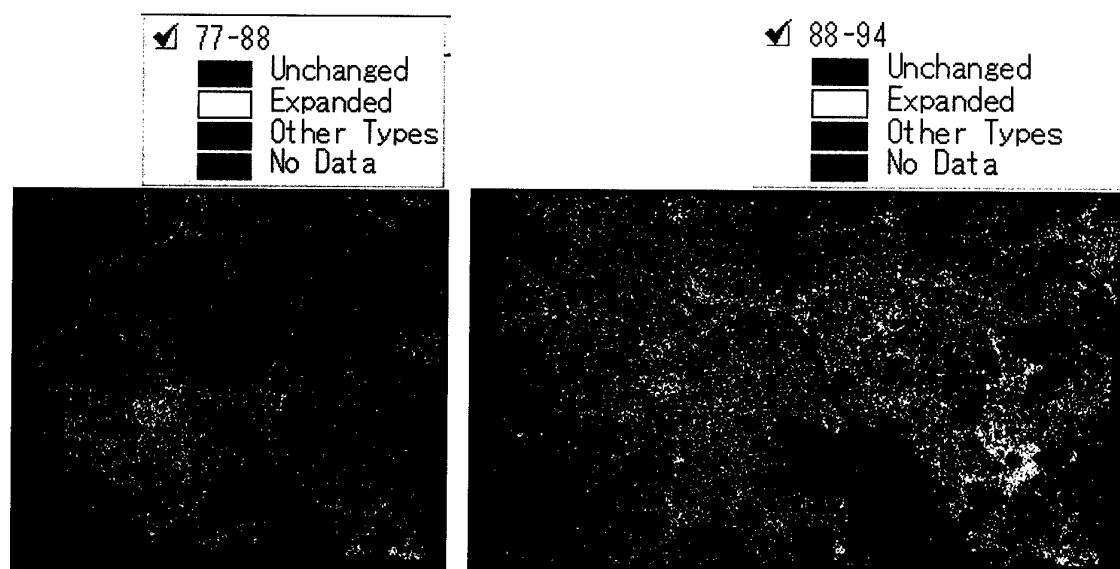 77-88
Unchanged
Expanded
Other Types
No Data
88-94
Unchanged
Expanded
Other Types
No Data